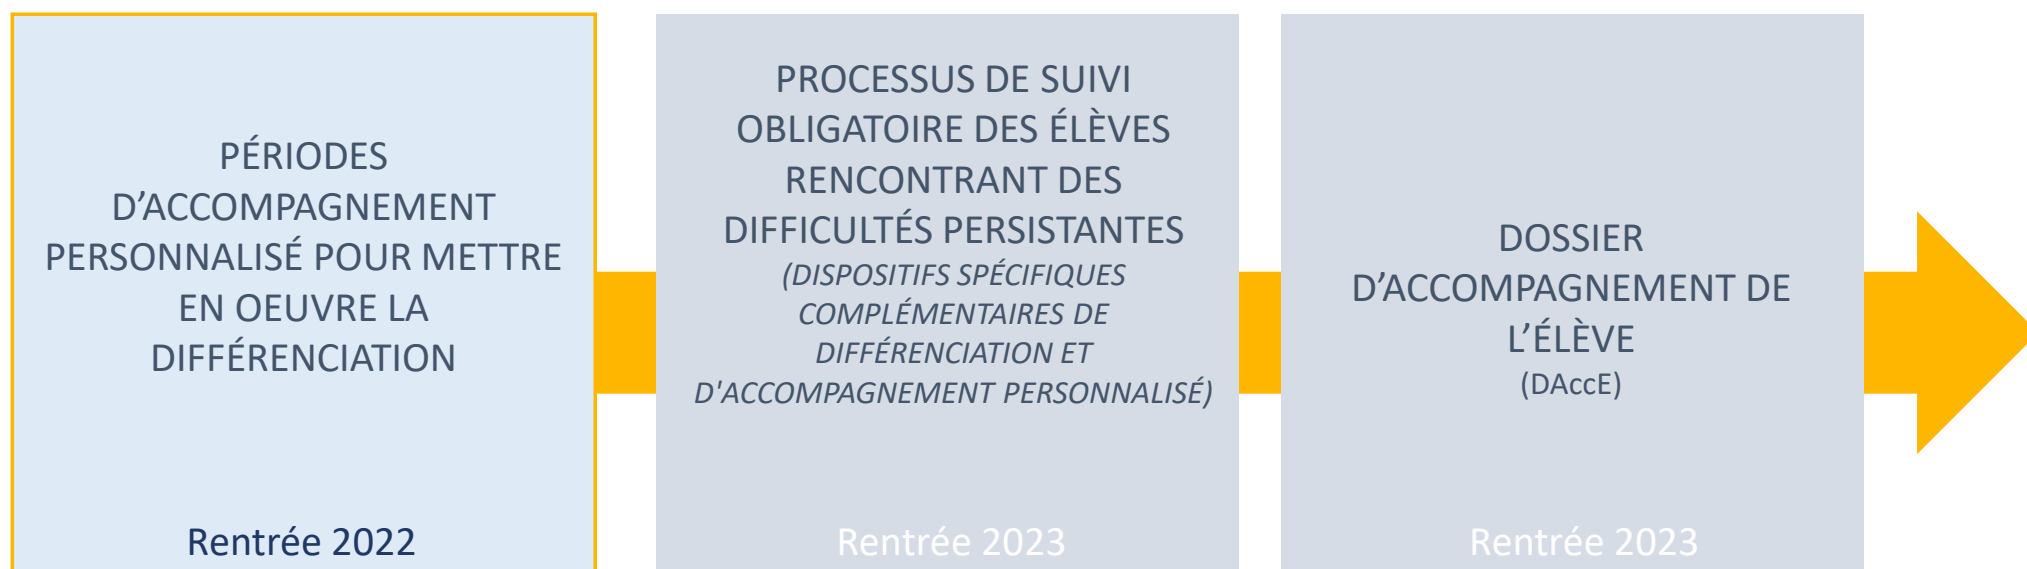 PÉRIODES
D’ACCOMPAGNEMENT
PERSONNALISÉ POUR METTRE
EN OEUVRE LA
DIFFÉRENCIATION
Rentrée 2022
PROCESSUS DE SUIVI
OBLIGATOIRE DES ÉLÈVES
RENCONTRANT DES
DIFFICULTÉS PERSISTANTES
(DISPOSITIFS SPÉCIFIQUES
COMPLÉMENTAIRES DE
DIFFÉRENCIATION ET
D'ACCOMPAGNEMENT PERSONNALISÉ)
Rentrée 2023
DOSSIER
D’ACCOMPAGNEMENT DE
L’ÉLÈVE
(DAccE)
Rentrée 2023